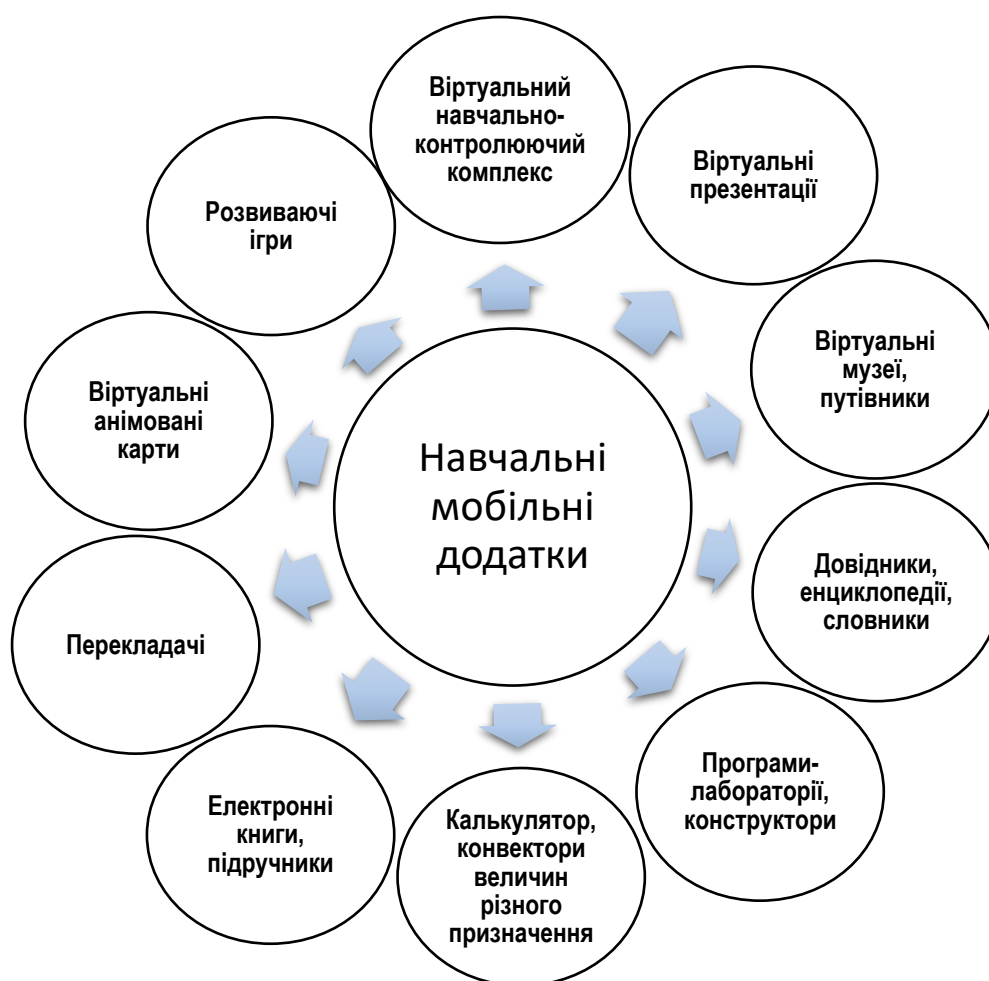 Віртуальний
навчально-
контролюючий
комплекс
Віртуальні
презентації
Розвиваючі
ігри
Віртуальні
музеї,
путівники
Віртуальні
анімовані
карти
Навчальні
мобільні
додатки
Довідники,
енциклопедії,
словники
Перекладачі
Програми-
лабораторії,
конструктори
Електронні
книги,
підручники
Калькулятор,
конвектори
величин
різного
призначення